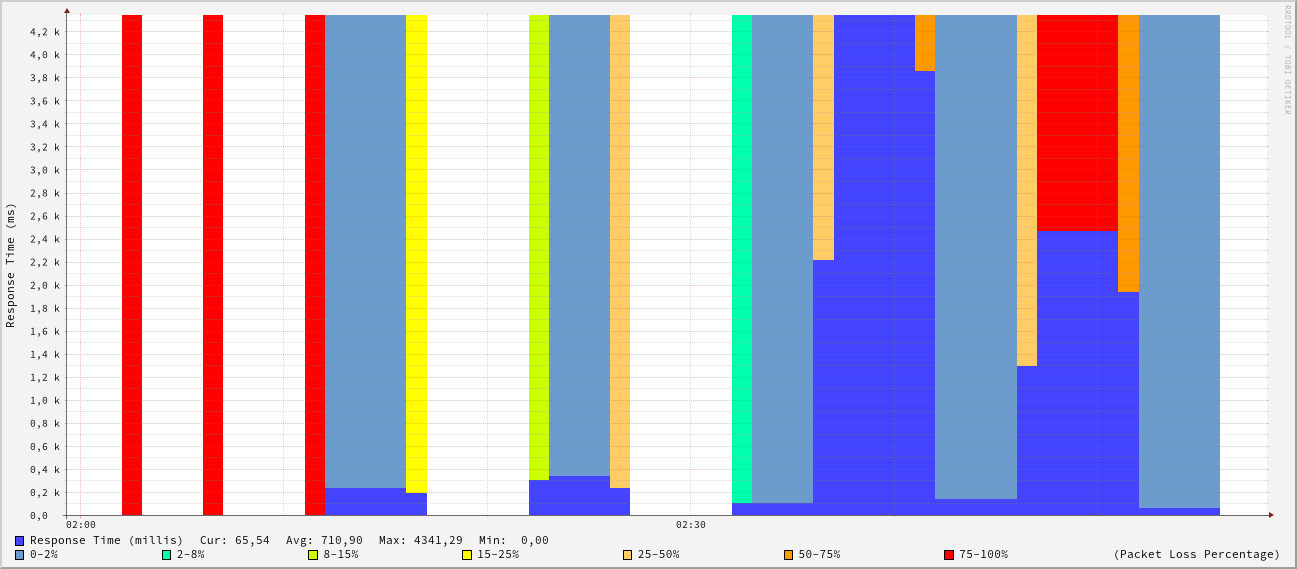 RRDTOOL / TOBI OETIKER
Response Time (ms)
4,2 k
4,0 k
3,8 k
3,6 k
3,4 k
3,2 k
3,0 k
2,8 k
2,6 k
2,4 k
2,2 k
2,0 k
1,8 k
1,6 k
1,4 k
1,2 k
1,0 k
0,8 k
0,6 k
0,4 k
0,2 k
0,0
02:00 02:30
Response Time (millis) Cur: 65,54 Avg: 710,90 Max: 4341,29 Min: 0,00
0-2% 2-8% 8-15% 15-25% 25-50% 50-75% 75-100% (Packet Loss Percentage)